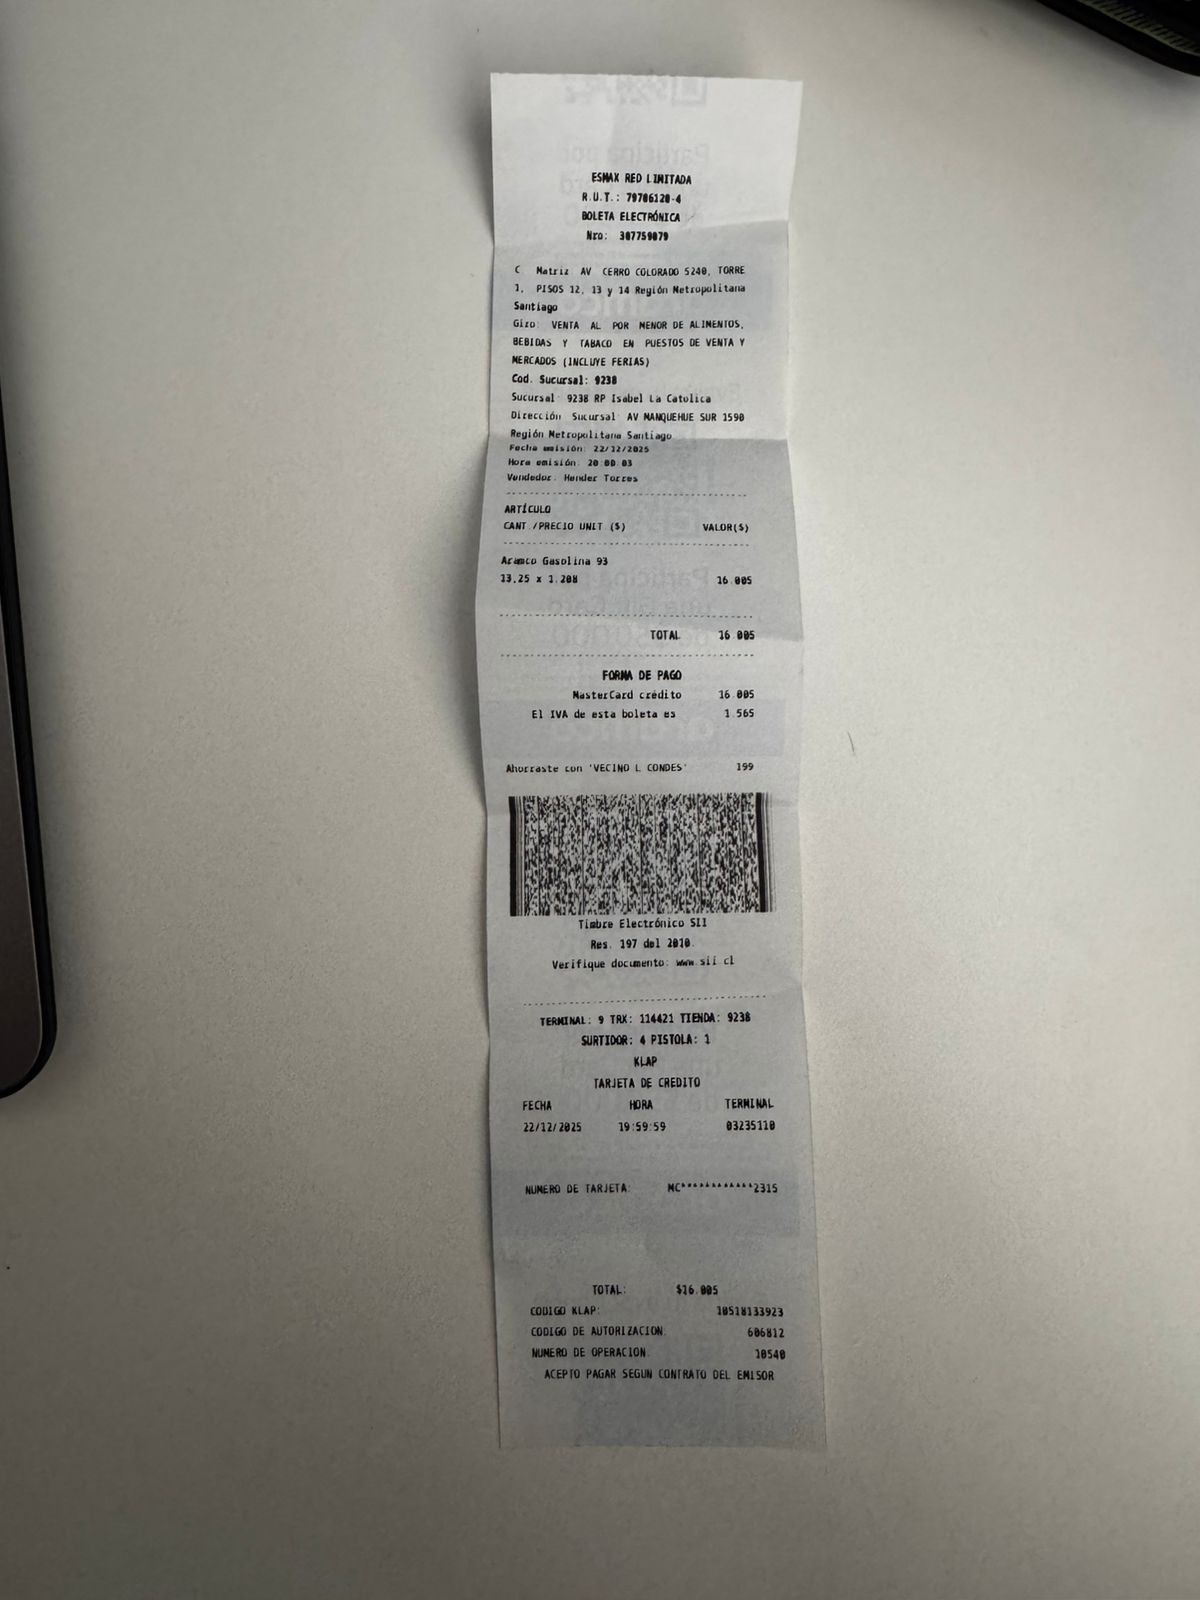 ESMAX RED LIMITADA
R.U.T.: 79706120-4
BOLETA ELECTRÓNICA
Nro: 307759079
C Matriz AV CERRO COLORADO 5240, TORRE
1, PISOS 12, 13 y 14 Región Metropolitana
Santiago
Giro: VENTA AL POR MENOR DE ALIMENTOS,
BEBIDAS Y TABACO EN PUESTOS DE VENTA Y
MERCADOS (INCLUYE FERIAS)
Cod. Sucursal: 9238
Sucursal: 9238 RP Isabel La Catolica
Dirección Sucursal: AV MANQUEHUE SUR 1590
Región Metropolitana Santiago
Fecha emisión: 22/12/2025
Hora emisión: 20:00:03
Vendedor: Hender Torres
ARTÍCULO
CANT./PRECIO UNIT ($) VALOR($)
Aramco Gasolina 93
13,25 x 1.208 16.005
TOTAL 16.005
FORMA DE PAGO
MasterCard crédito 16.005
El IVA de esta boleta es 1.565
Ahorraste con 'VECINO L CONDES' 199
Timbre Electrónico SII
Res. 197 del 2010.
Verifique documento: www.sii.cl
TERMINAL: 9 TRX: 114421 TIENDA: 9238
SURTIDOR: 4 PISTOLA: 1
KLAP
TARJETA DE CREDITO
FECHA HORA TERMINAL
22/12/2025 19:59:59 03235110
NUMERO DE TARJETA: MC************2315
TOTAL: $16.005
CODIGO KLAP: 10518133923
CODIGO DE AUTORIZACION: 606812
NUMERO DE OPERACION: 10540
ACEPTO PAGAR SEGUN CONTRATO DEL EMISOR